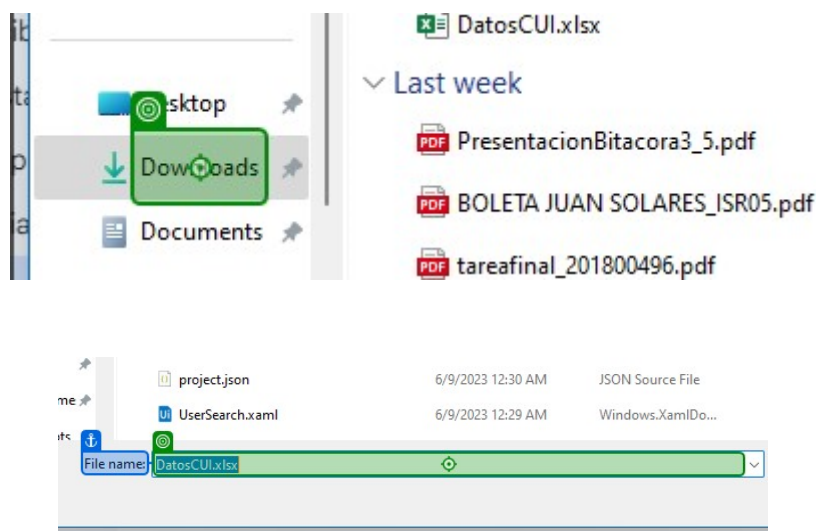 DatosCUI.xlsx
Desktop
Last week
PresentacionBitacora3_5.pdf
Downloads
BOLETA JUAN SOLARES_ISR05.pdf
Documents
tareafinal_201800496.pdf
project.json 6/9/2023 12:30 AM JSON Source File
UserSearch.xaml 6/9/2023 12:29 AM Windows.XamlDo...
File name: DatosCUI.xlsx